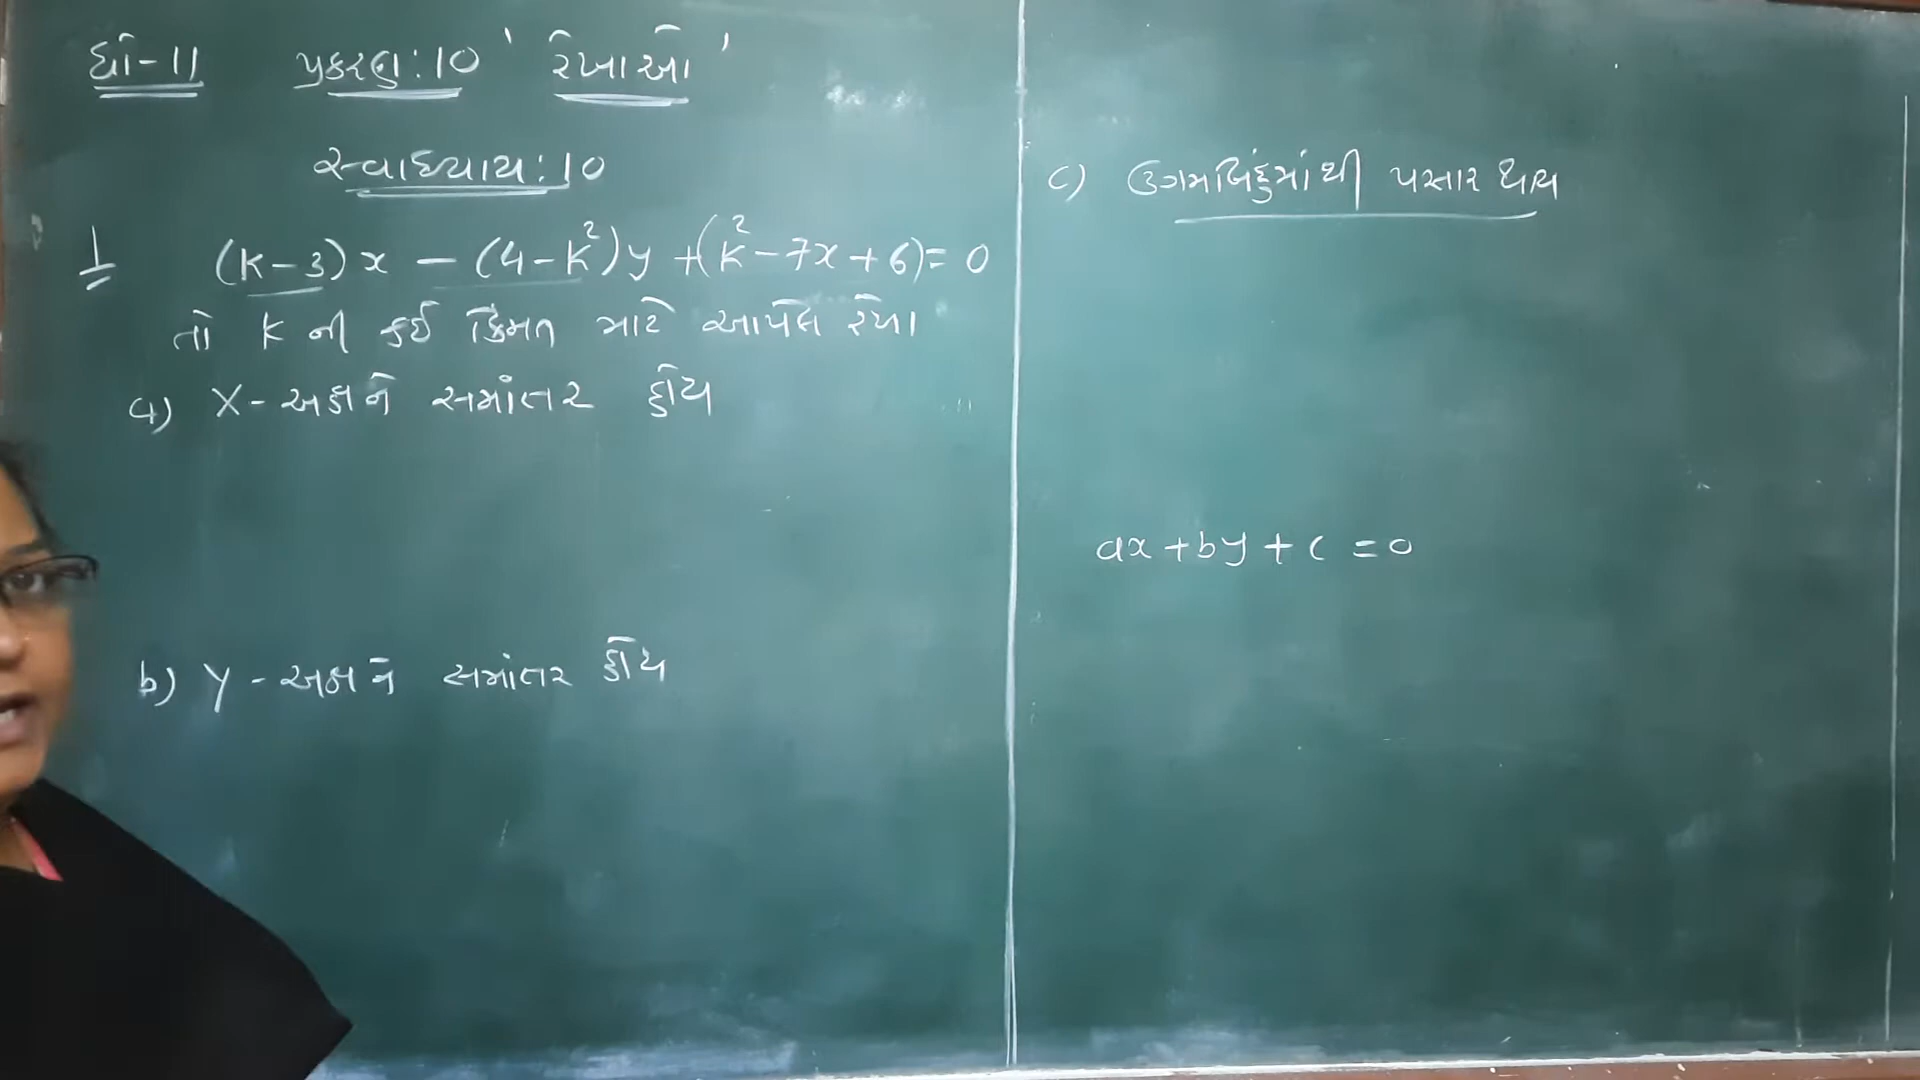 ધો-11 પ્રકરણ:10 ' રેખાઓ '
સ્વાધ્યાય:10
1 (K-3)x - (4-K²)y +(K²-7x+6)=0
તો K ની કઈ કિંમત માટે આપેલ રેખા
a) X-અક્ષને સમાંતર હોય
b) Y-અક્ષને સમાંતર હોય
c) ઉગમબિંદુમાંથી પસાર થાય
ax+by+c=0